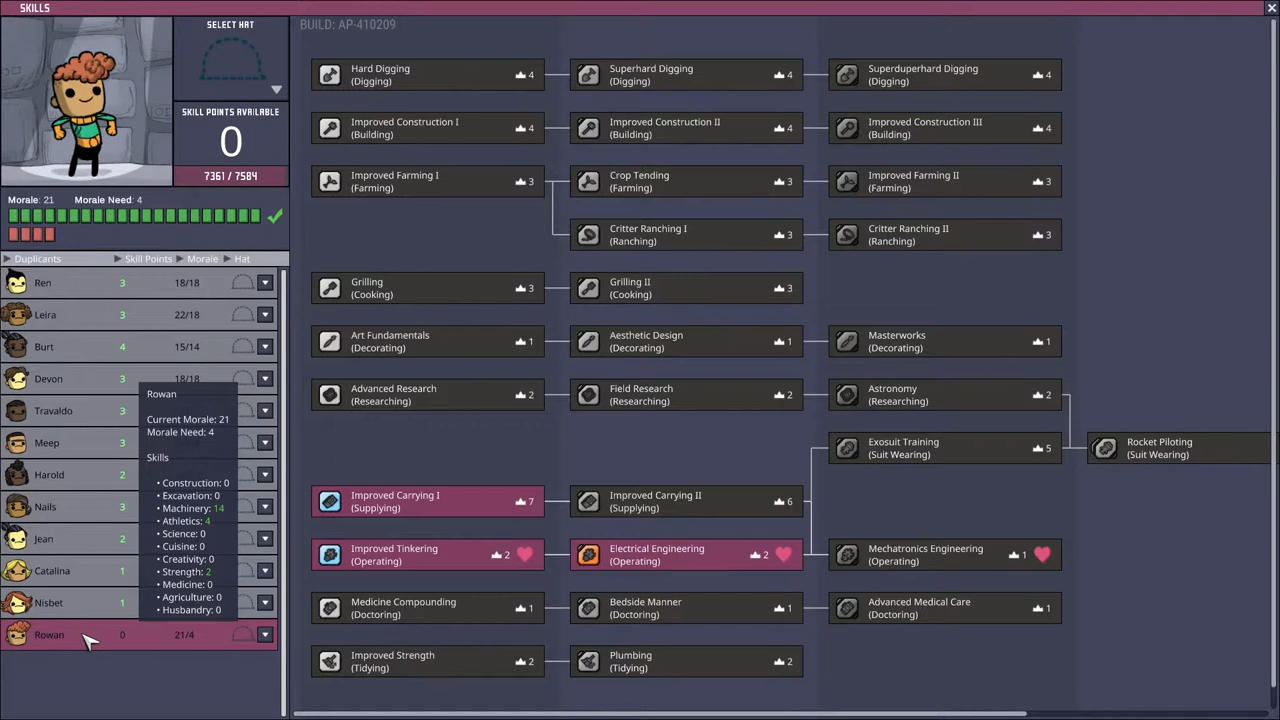 SKILLS
SELECT HAT
SKILL POINTS AVAILABLE
0
7361 / 7584
Morale: 21 Morale Need: 4
Duplicants Skill Points Morale Hat
Ren 3 18/18
Leira 3 22/18
Burt 4 15/14
Devon 3 18/18
Travaldo 3
Meep 3
Harold 2
Nails 3
Jean 2
Catalina 1
Nisbet 1
Rowan 0 21/4
Rowan
Current Morale: 21
Morale Need: 4
Skills
• Construction: 0
• Excavation: 0
• Machinery: 14
• Athletics: 4
• Science: 0
• Cuisine: 0
• Creativity: 0
• Strength: 2
• Medicine: 0
• Agriculture: 0
• Husbandry: 0
BUILD: AP-410209
Hard Digging
(Digging)
4
Superhard Digging
(Digging)
4
Superduperhard Digging
(Digging)
4
Improved Construction I
(Building)
4
Improved Construction II
(Building)
4
Improved Construction III
(Building)
4
Improved Farming I
(Farming)
3
Crop Tending
(Farming)
3
Improved Farming II
(Farming)
3
Critter Ranching I
(Ranching)
3
Critter Ranching II
(Ranching)
3
Grilling
(Cooking)
3
Grilling II
(Cooking)
3
Art Fundamentals
(Decorating)
1
Aesthetic Design
(Decorating)
1
Masterworks
(Decorating)
1
Advanced Research
(Researching)
2
Field Research
(Researching)
2
Astronomy
(Researching)
2
Exosuit Training
(Suit Wearing)
5
Rocket Piloting
(Suit Wearing)
Improved Carrying I
(Supplying)
7
Improved Carrying II
(Supplying)
6
Improved Tinkering
(Operating)
2
Electrical Engineering
(Operating)
2
Mechatronics Engineering
(Operating)
1
Medicine Compounding
(Doctoring)
1
Bedside Manner
(Doctoring)
1
Advanced Medical Care
(Doctoring)
1
Improved Strength
(Tidying)
2
Plumbing
(Tidying)
2